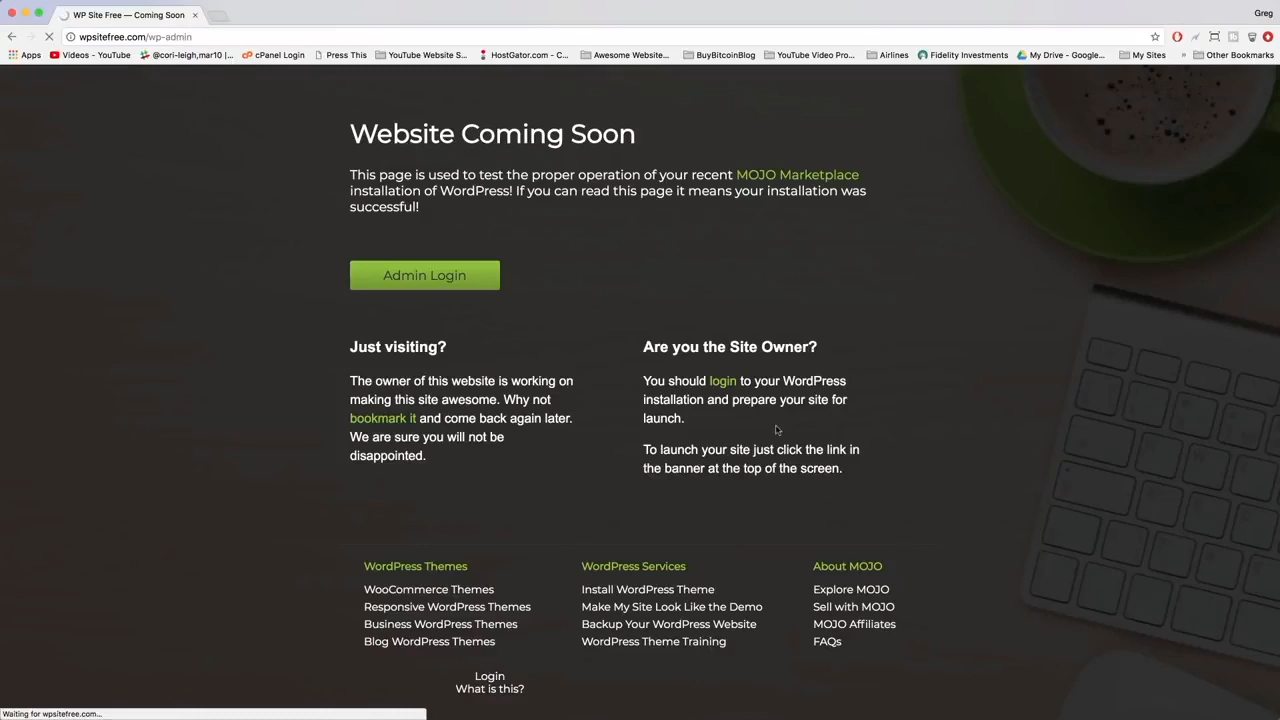 WP Site Free — Coming Soon
Greg
wpsitefree.com/wp-admin
Apps
Videos - YouTube
@cori-leigh,mar10 |...
cPanel Login
Press This
YouTube Website S...
HostGator.com - C...
Awesome Website...
BuyBitcoinBlog
YouTube Video Pro...
Airlines
Fidelity Investments
My Drive - Google...
My Sites
»
Other Bookmarks
Website Coming Soon
This page is used to test the proper operation of your recent MOJO Marketplace
installation of WordPress! If you can read this page it means your installation was
successful!
Admin Login
Just visiting?
The owner of this website is working on
making this site awesome. Why not
bookmark it and come back again later.
We are sure you will not be
disappointed.
Are you the Site Owner?
You should login to your WordPress
installation and prepare your site for
launch.
To launch your site just click the link in
the banner at the top of the screen.
WordPress Themes
WooCommerce Themes
Responsive WordPress Themes
Business WordPress Themes
Blog WordPress Themes
WordPress Services
Install WordPress Theme
Make My Site Look Like the Demo
Backup Your WordPress Website
WordPress Theme Training
About MOJO
Explore MOJO
Sell with MOJO
MOJO Affiliates
FAQs
Login
What is this?
Waiting for wpsitefree.com...